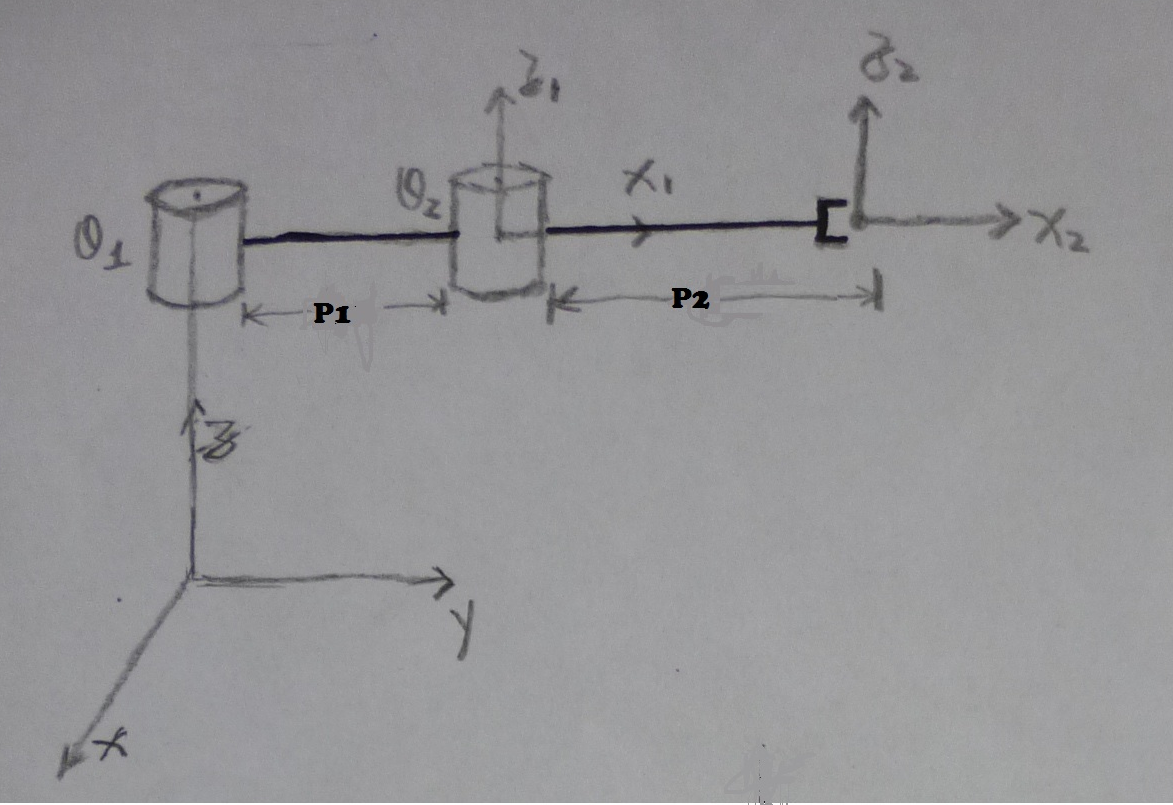 z₂
z₁
θ₂
x₁
θ₁
x₂
P1
P2
z
y
x